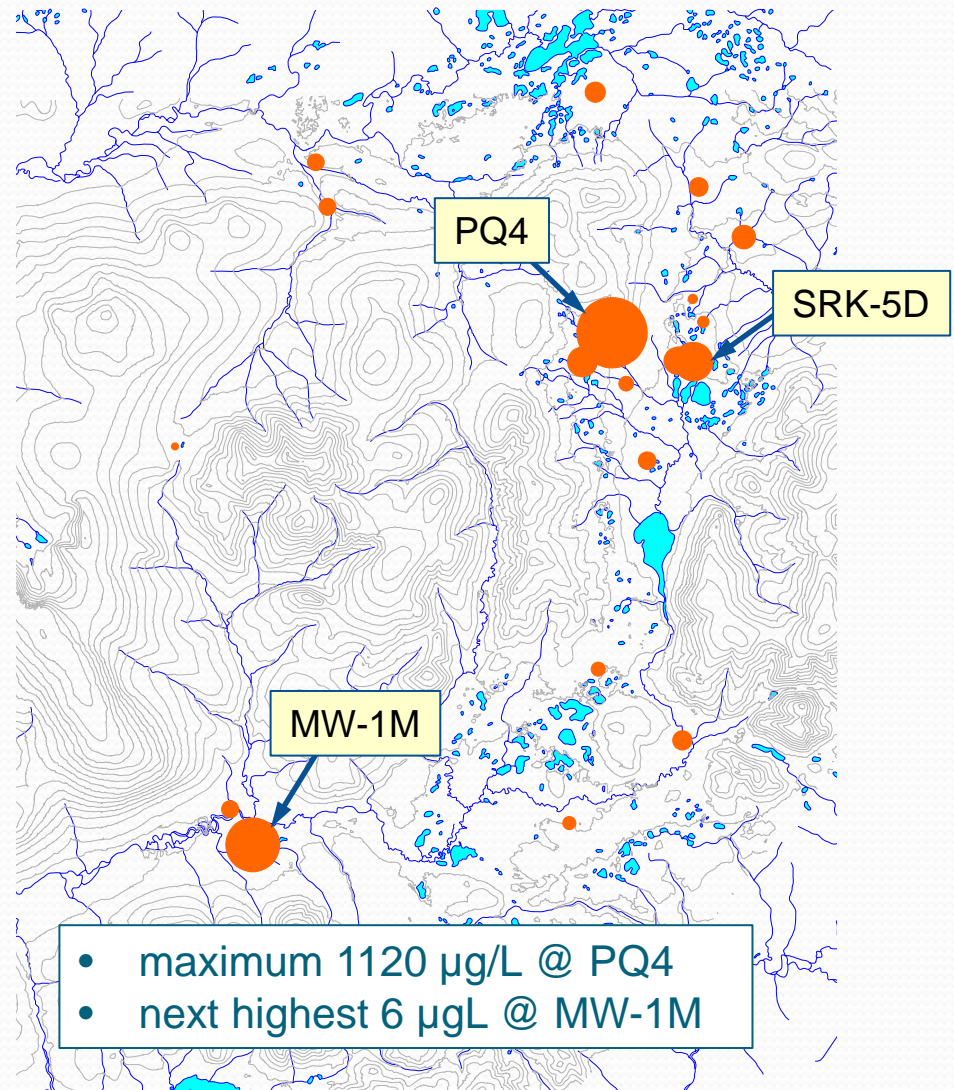 PQ4
SRK-5D
MW-1M
• maximum 1120 µg/L @ PQ4
• next highest 6 µgL @ MW-1M